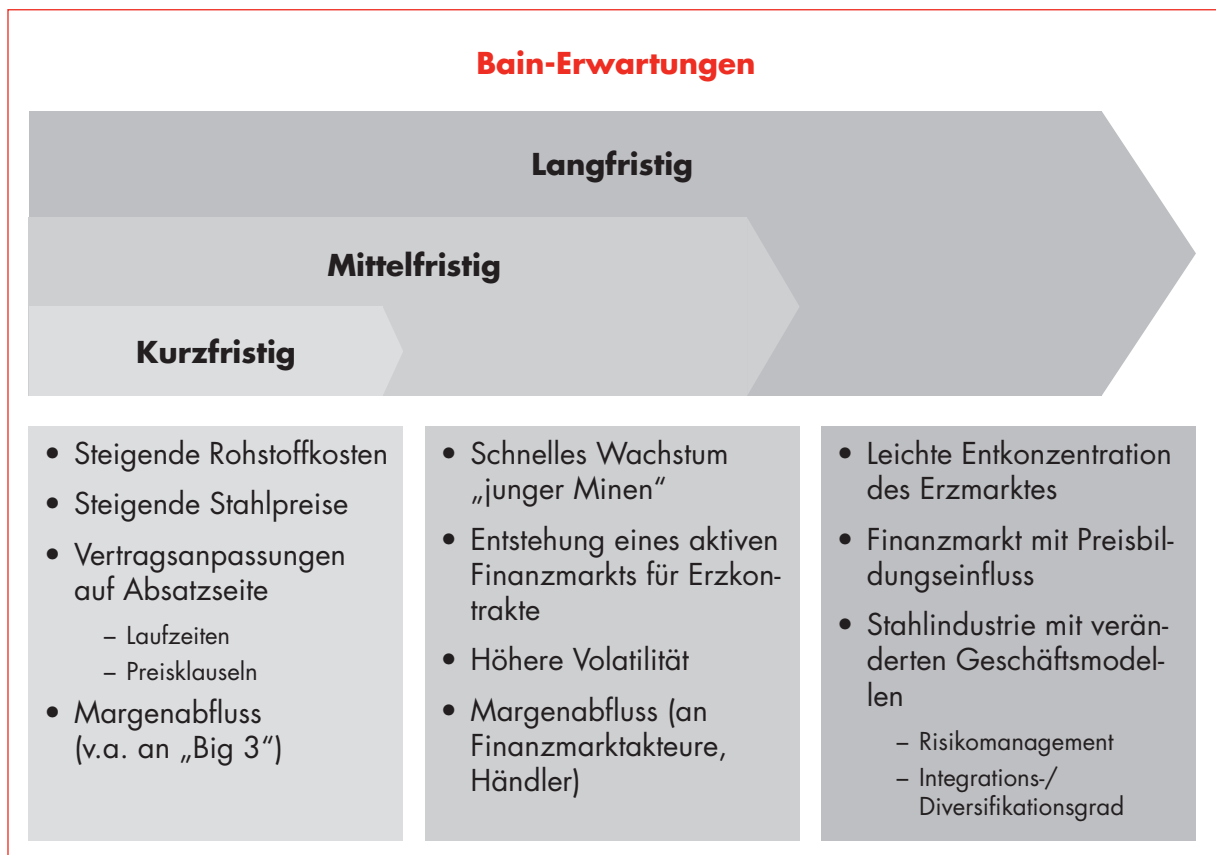 Bain-Erwartungen
Langfristig
Mittelfristig
Kurzfristig
• Steigende Rohstoffkosten
• Steigende Stahlpreise
• Vertragsanpassungen
auf Absatzseite
– Laufzeiten
– Preisklauseln
• Margenabfluss
(v.a. an „Big 3“)
• Schnelles Wachstum
„junger Minen“
• Entstehung eines aktiven
Finanzmarkts für Erzkon-
trakte
• Höhere Volatilität
• Margenabfluss (an
Finanzmarktakteure,
Händler)
• Leichte Entkonzentration
des Erzmarktes
• Finanzmarkt mit Preisbil-
dungseinfluss
• Stahlindustrie mit verän-
derten Geschäftsmodel-
len
– Risikomanagement
– Integrations-/
Diversifikationsgrad